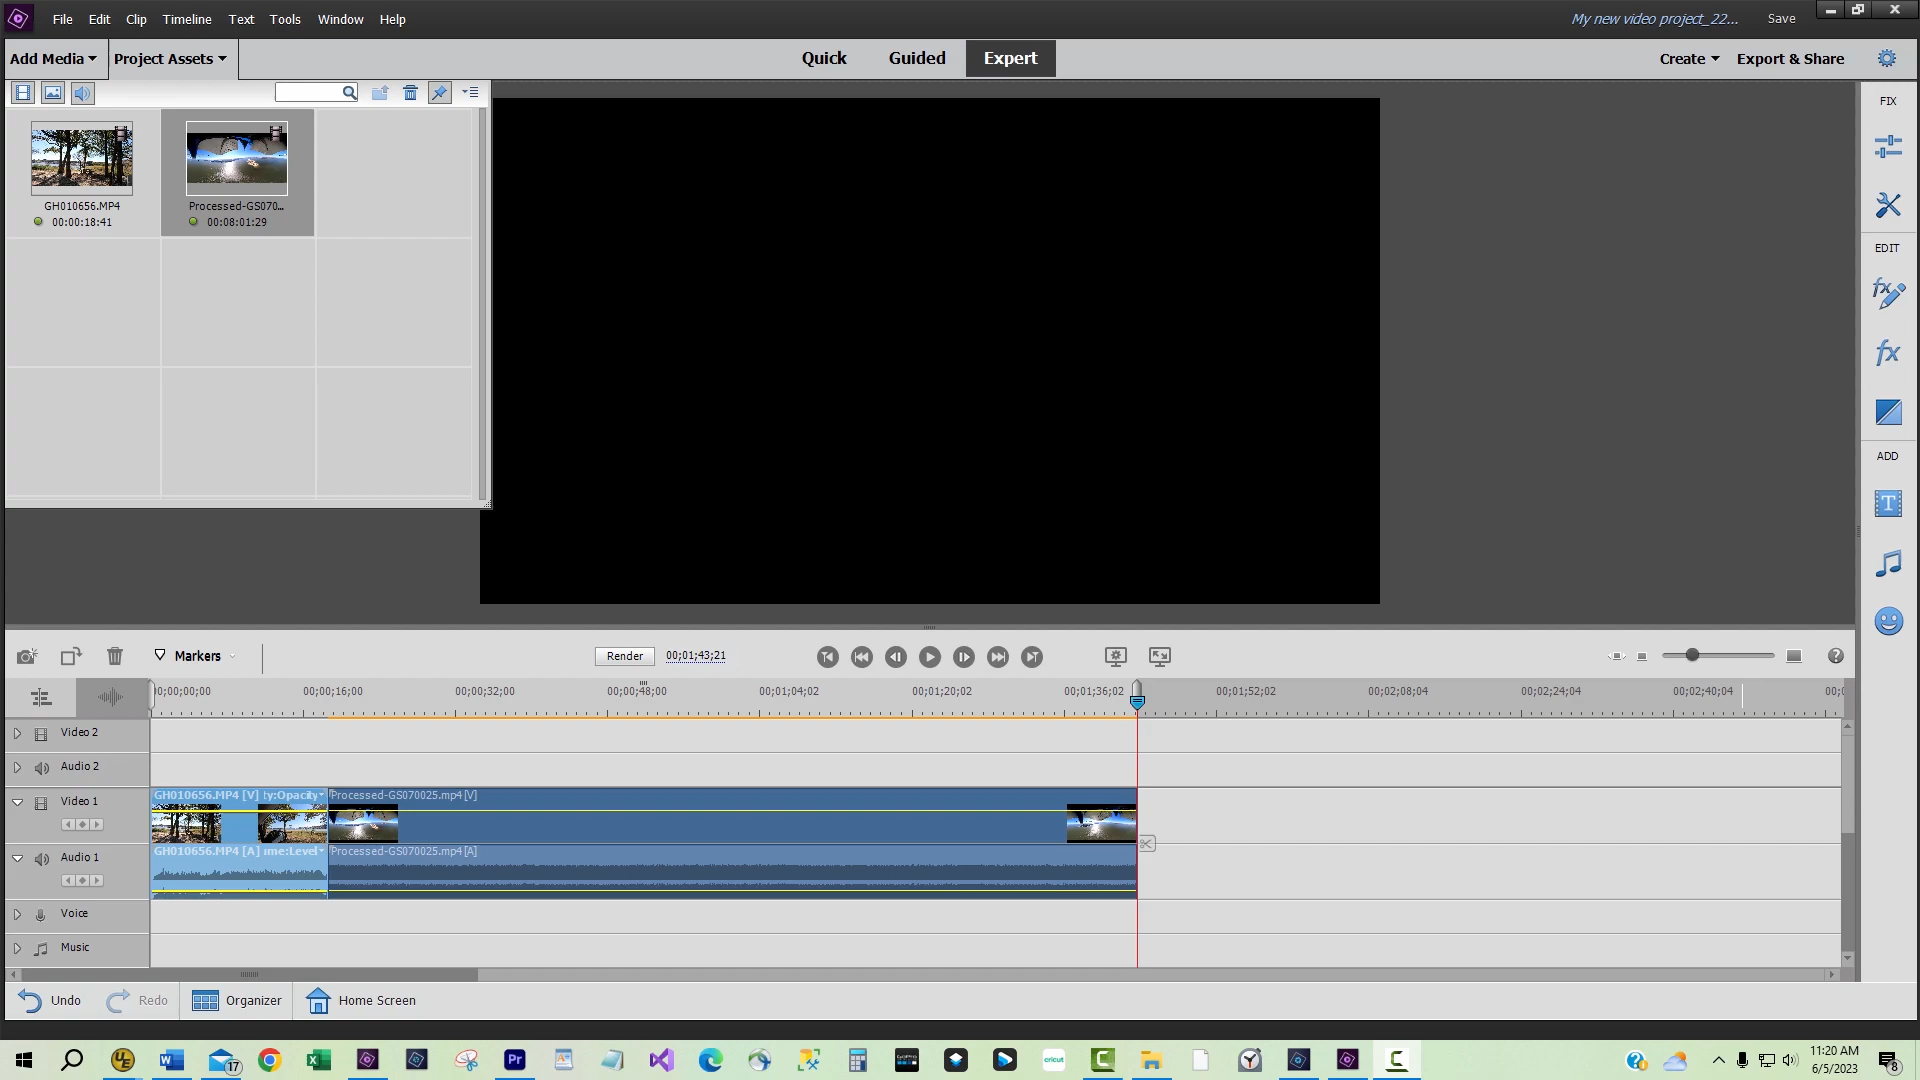 File Edit Clip Timeline Text Tools Window Help
My new video project_22... Save
Add Media Project Assets
Quick Guided Expert
Create Export & Share
FIX
GH010656.MP4
00:00:18:41
Processed-GS070...
00:08:01:29
EDIT
ADD
Markers
Render 00;01;43;21
00;00;00 00;00;16;00 00;00;32;00 00;00;48;00 00;01;04;02 00;01;20;02 00;01;36;02 00;01;52;02 00;02;08;04 00;02;24;04 00;02;40;04
Video 2
Audio 2
Video 1
GH010656.MP4 [V] ty:Opacity
Processed-GS070025.mp4 [V]
Audio 1
GH010656.MP4 [A] ıme:Level
Processed-GS070025.mp4 [A]
Voice
Music
Undo Redo Organizer Home Screen
17
11:20 AM
6/5/2023
8